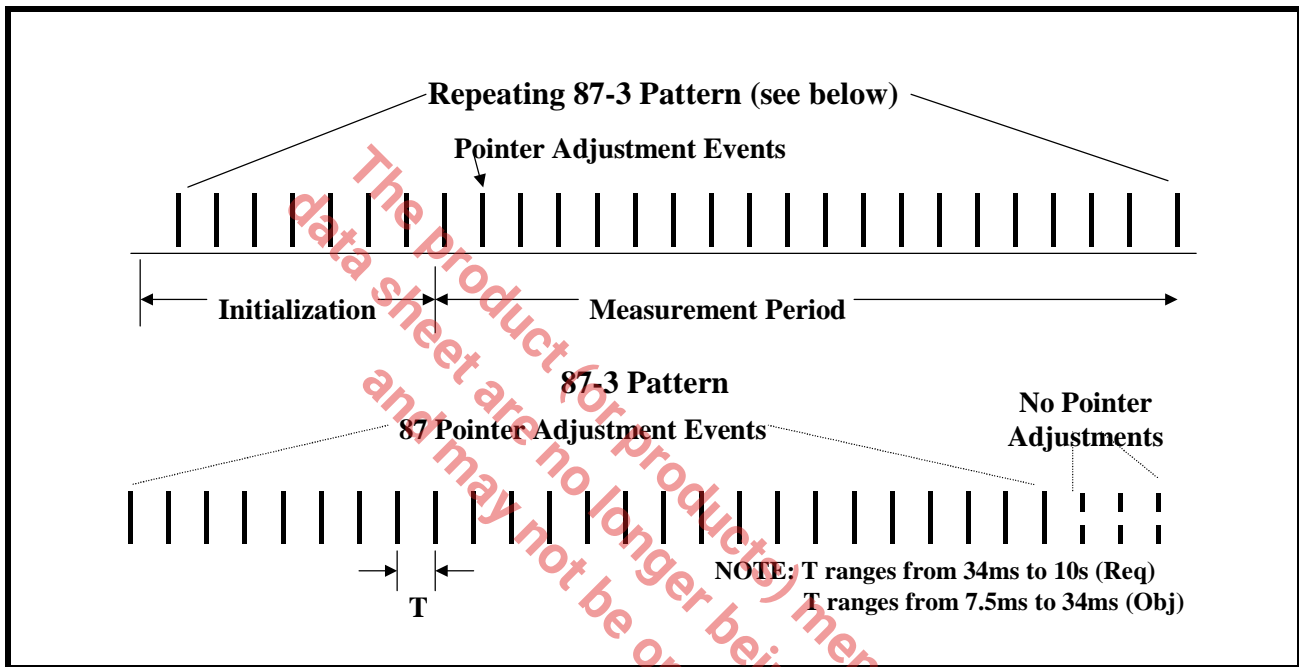 Repeating 87-3 Pattern (see below)
Pointer Adjustment Events
Initialization
Measurement Period
87-3 Pattern
87 Pointer Adjustment Events
No Pointer
Adjustments
T
NOTE: T ranges from 34ms to 10s (Req)
T ranges from 7.5ms to 34ms (Obj)
The product (or products) 
data sheet are no longer bein
and may not be or